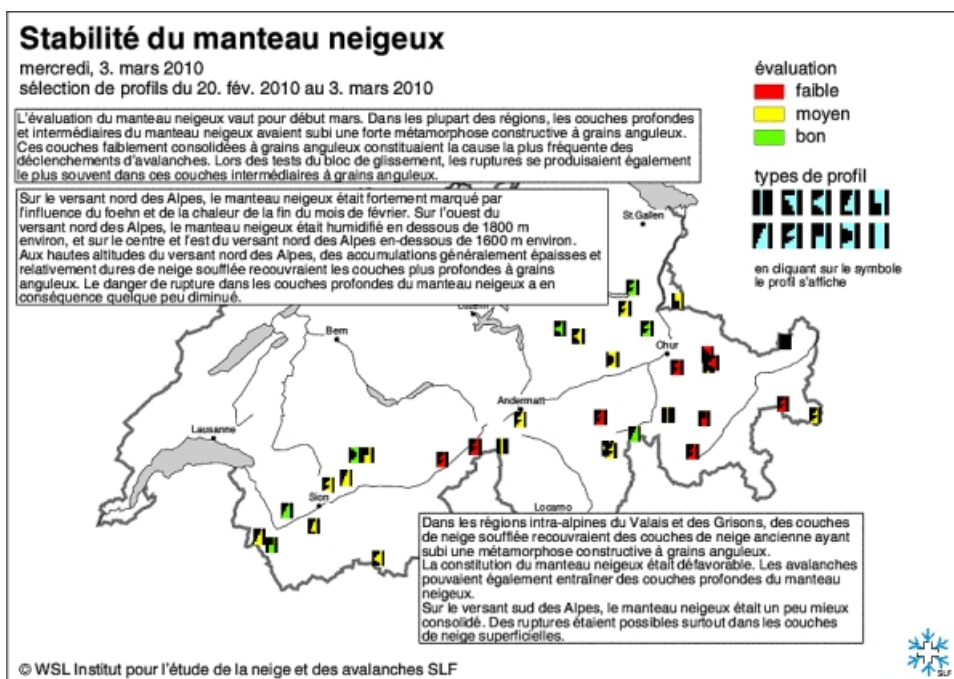 Stabilité du manteau neigeux
mercredi, 3. mars 2010
sélection de profils du 20. fév. 2010 au 3. mars 2010
évaluation
faible
moyen
bon
L'évaluation du manteau neigeux vaut pour début mars. Dans les plupart des régions, les couches profondes
et intermédiaires du manteau neigeux avaient subi une forte métamorphose constructive à grains anguleux.
Ces couches faiblement consolidées à grains anguleux constituaient la cause la plus fréquente des
déclenchements d'avalanches. Lors des tests du bloc de glissement, les ruptures se produisaient également
le plus souvent dans ces couches intermédiaires à grains anguleux.
types de profil
en cliquant sur le symbole
le profil s'affiche
Sur le versant nord des Alpes, le manteau neigeux était fortement marqué par
l'influence du foehn et de la chaleur de la fin du mois de février. Sur l'ouest du
versant nord des Alpes, le manteau neigeux était humidifié en dessous de 1800 m
environ, et sur le centre et l'est du versant nord des Alpes en-dessous de 1600 m environ.
Aux hautes altitudes du versant nord des Alpes, des accumulations généralement épaisses et
relativement dures de neige soufflée recouvraient les couches plus profondes à grains
anguleux. Le danger de rupture dans les couches profondes du manteau neigeux a en
conséquence quelque peu diminué.
St.Gallen
Luzern
Bern
Chur
Andermatt
Lausanne
Sion
Locarno
Dans les régions intra-alpines du Valais et des Grisons, des couches
de neige soufflée recouvraient des couches de neige ancienne ayant
subi une métamorphose constructive à grains anguleux.
La constitution du manteau neigeux était défavorable. Les avalanches
pouvaient également entraîner des couches profondes du manteau
neigeux.
Sur le versant sud des Alpes, le manteau neigeux était un peu mieux
consolidé. Des ruptures étaient possibles surtout dans les couches
de neige superficielles.
© WSL Institut pour l'étude de la neige et des avalanches SLF
SLF